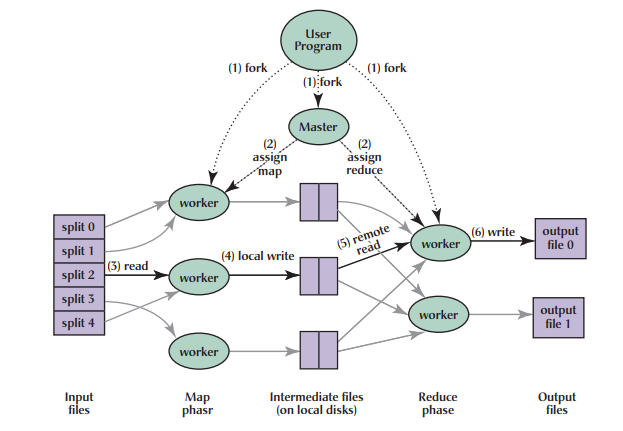 User
Program
(1) fork
(1) fork
(1) fork
Master
(2)
assign
map
(2)
assign
reduce
worker
split 0
split 1
split 2
split 3
split 4
(3) read
worker
(4) local write
(5) remote
read
worker
(6) write
output
file 0
worker
output
file 1
worker
Input
files
Map
phasr
Intermediate files
(on local disks)
Reduce
phase
Output
files